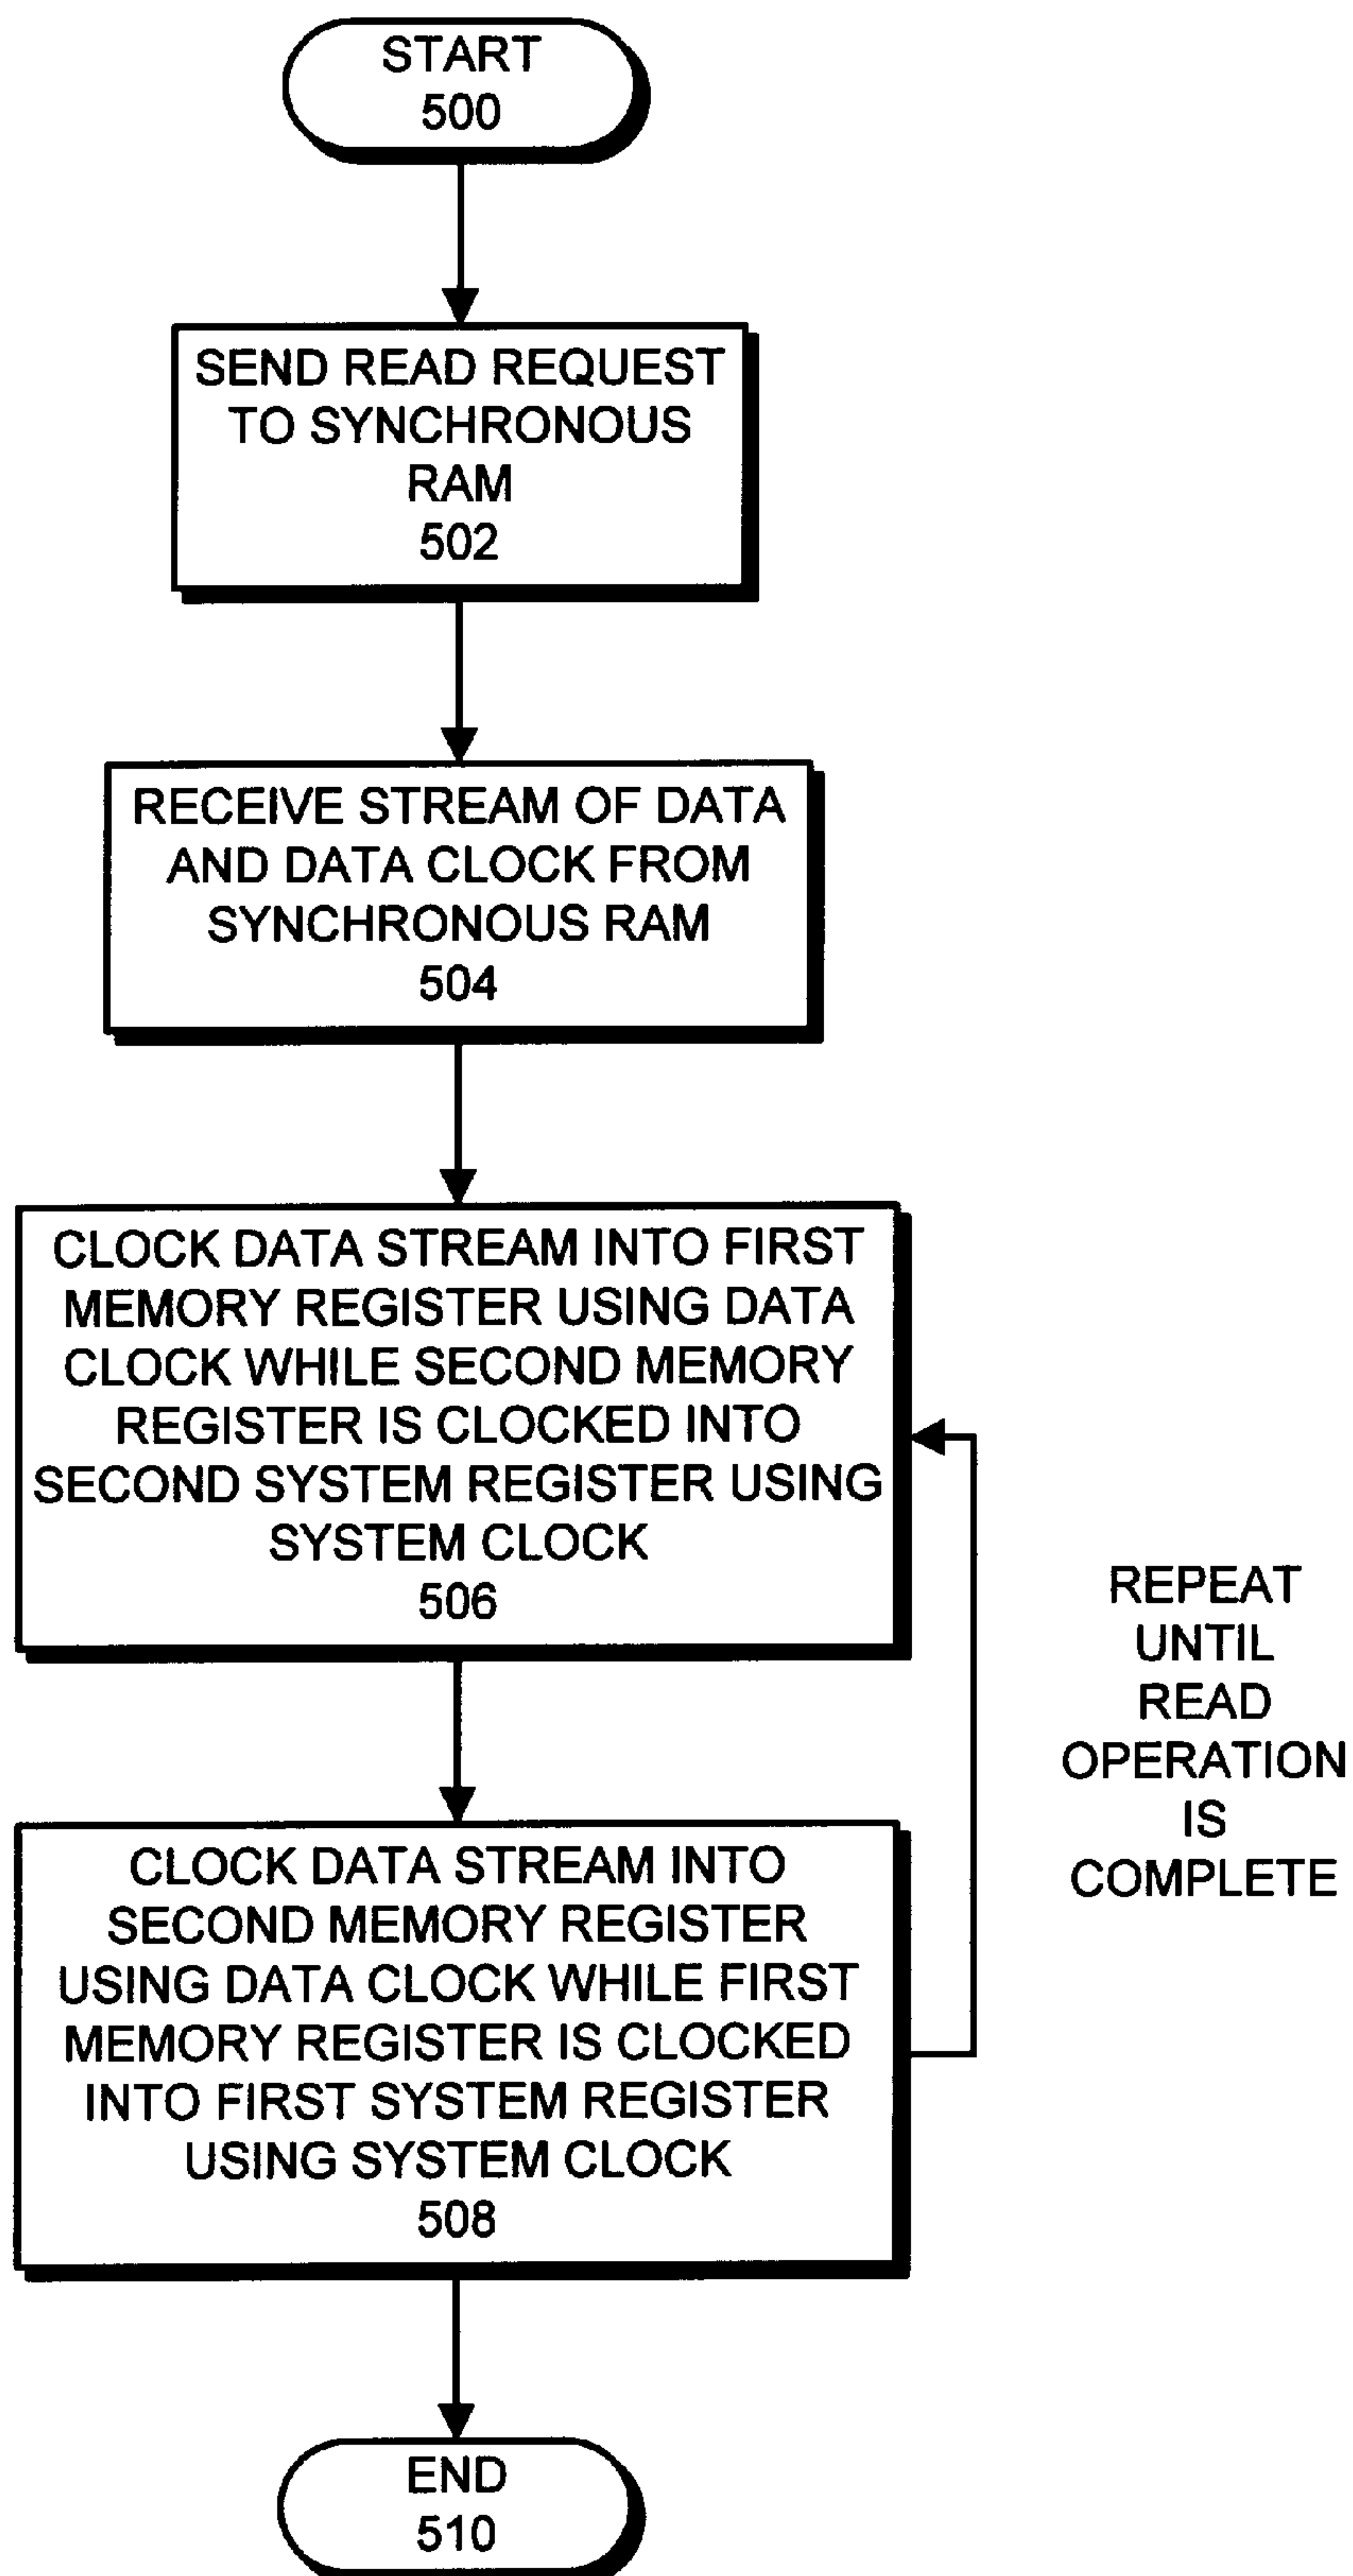 START
500
SEND READ REQUEST
TO SYNCHRONOUS
RAM
502
RECEIVE STREAM OF DATA
AND DATA CLOCK FROM
SYNCHRONOUS RAM
504
CLOCK DATA STREAM INTO FIRST
MEMORY REGISTER USING DATA
CLOCK WHILE SECOND MEMORY
REGISTER IS CLOCKED INTO
SECOND SYSTEM REGISTER USING
SYSTEM CLOCK
506
REPEAT
UNTIL
READ
OPERATION
IS
COMPLETE
CLOCK DATA STREAM INTO
SECOND MEMORY REGISTER
USING DATA CLOCK WHILE FIRST
MEMORY REGISTER IS CLOCKED
INTO FIRST SYSTEM REGISTER
USING SYSTEM CLOCK
508
END
510